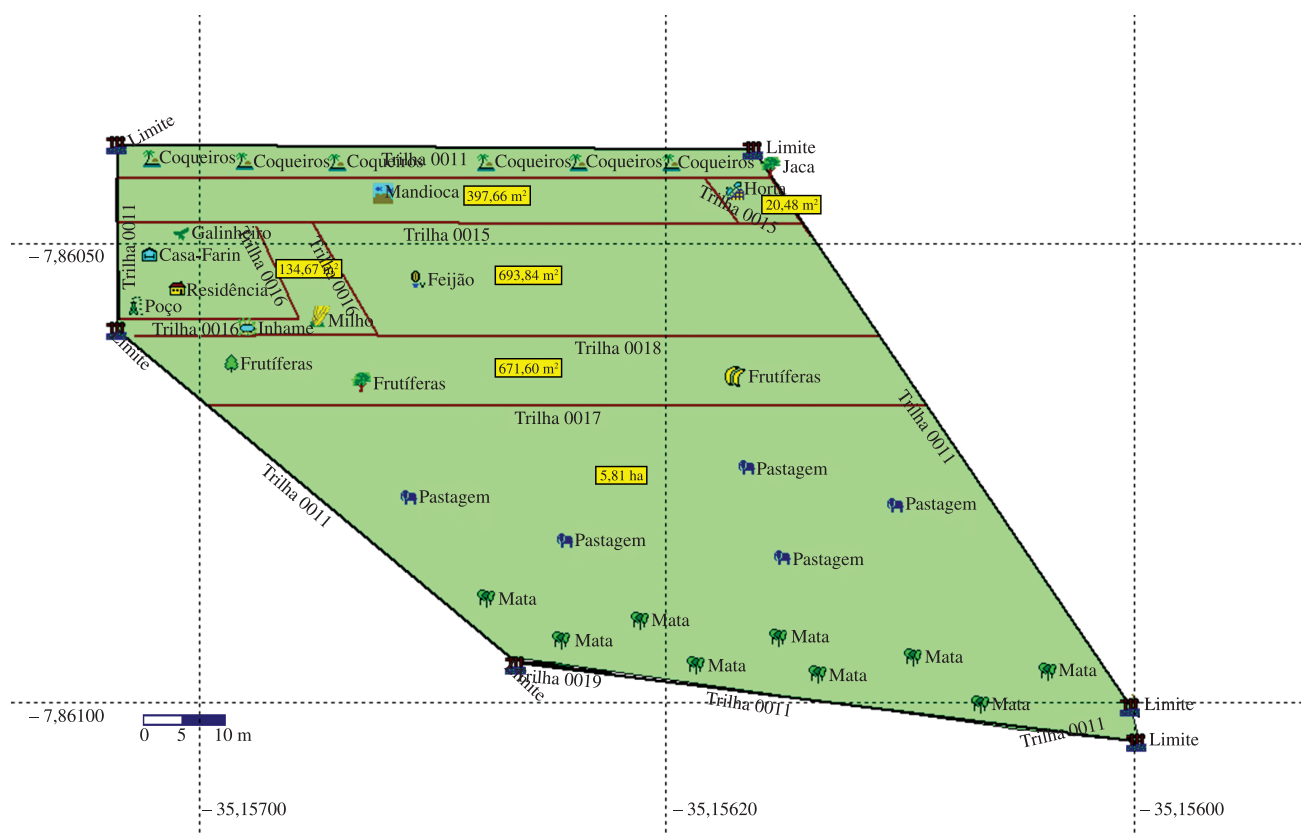 Limite
Limite
Coqueiros
Coqueiros
Coqueiros
Trilha 0011
Coqueiros
Coqueiros
Coqueiros
Jaca
Mandioca
397,66 m²
Horta
20,48 m²
Trilha 0015
Trilha 0011
Galinheiro
Trilha 0015
– 7,86050
Casa-Farin
Trilha 0016
134,67 m²
Trilha 0016
Feijão
693,84 m²
Residência
Poço
Trilha 0016
Inhame
Milho
Limite
Trilha 0018
Frutíferas
Frutíferas
671,60 m²
Frutíferas
Trilha 0017
Trilha 0011
Trilha 0011
5,81 ha
Pastagem
Pastagem
Pastagem
Pastagem
Pastagem
Mata
Mata
Mata
Mata
Mata
Mata
Mata
Mata
Mata
Limite
Trilha 0019
Trilha 0011
Limite
Trilha 0011
Limite
– 7,86100
0 5 10 m
– 35,15700
– 35,15620
– 35,15600